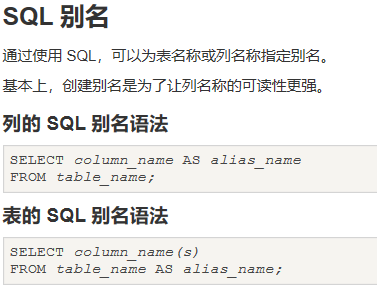 SQL 别名
通过使用 SQL，可以为表名称或列名称指定别名。
基本上，创建别名是为了让列名称的可读性更强。
列的 SQL 别名语法
SELECT column_name AS alias_name
FROM table_name;
表的 SQL 别名语法
SELECT column_name(s)
FROM table_name AS alias_name;